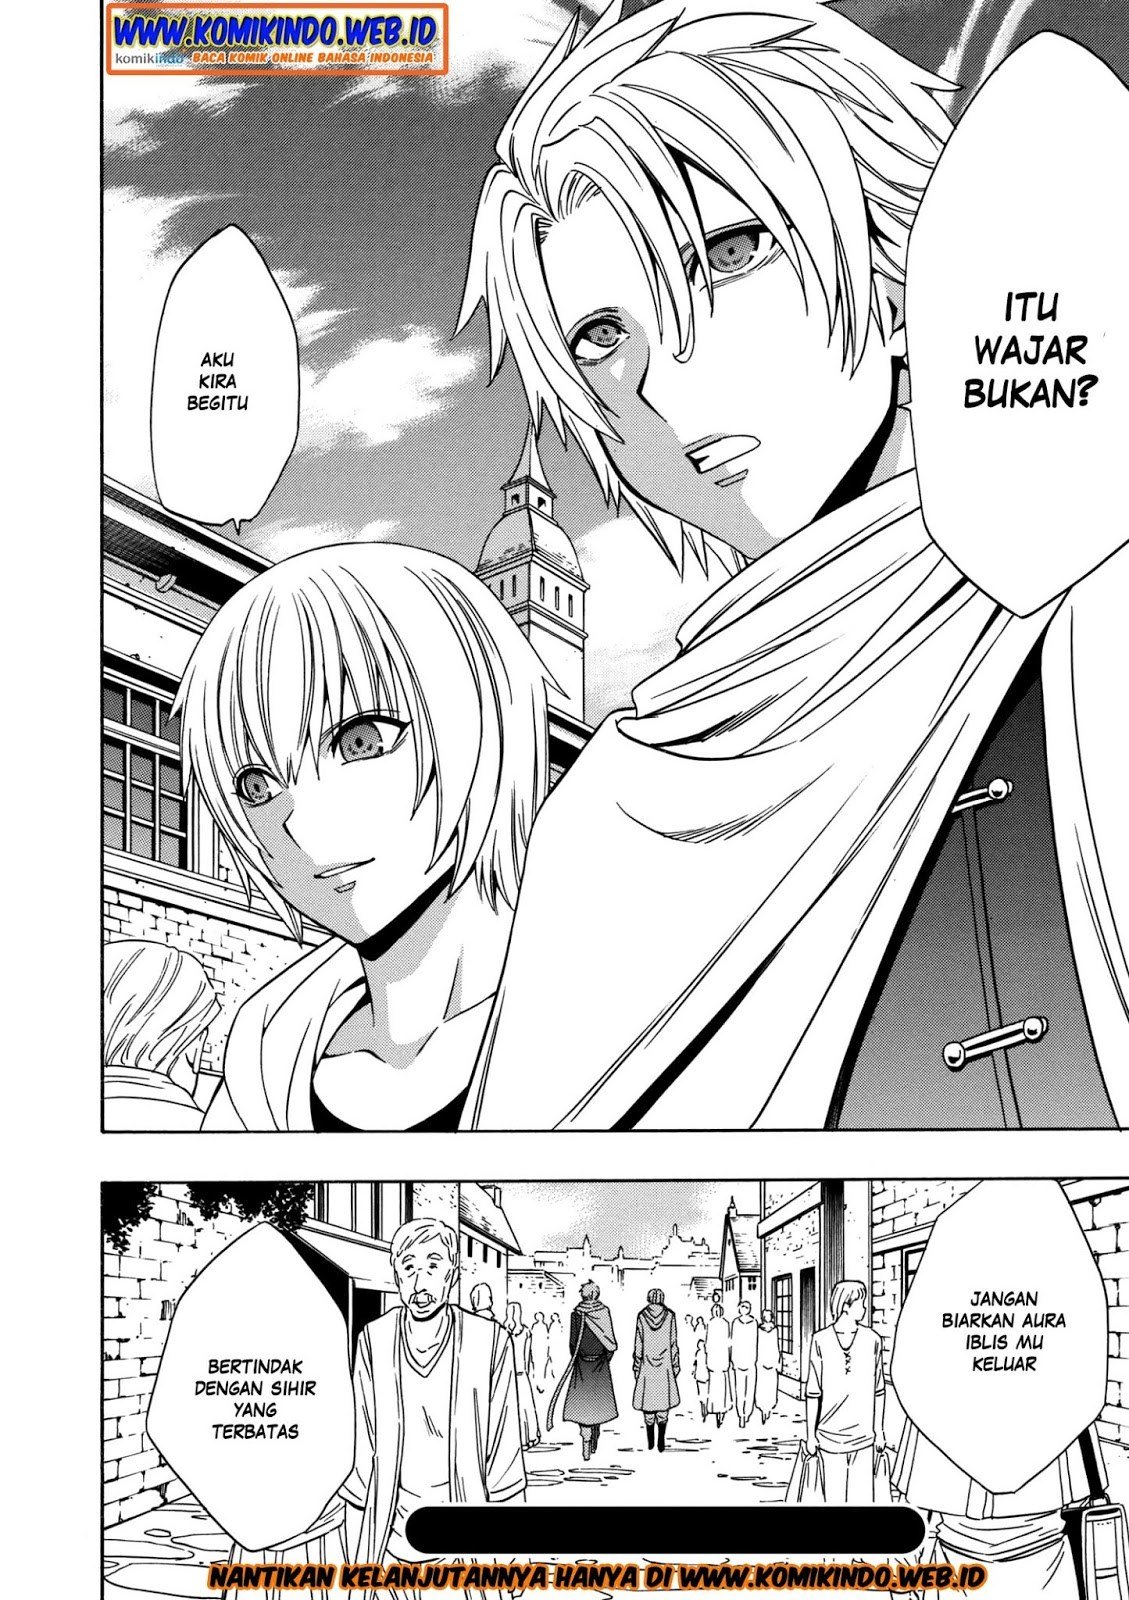 WWW.KOMIKINDO.WEB.ID
komikindo BACA KOMIK ONLINE BAHASA INDONESIA
ITU
WAJAR
BUKAN?
AKU
KIRA
BEGITU
JANGAN
BIARKAN AURA
IBLIS MU
KELUAR
BERTINDAK
DENGAN SIHIR
YANG
TERBATAS
NANTIKAN KELANJUTANNYA HANYA DI WWW.KOMIKINDO.WEB.ID